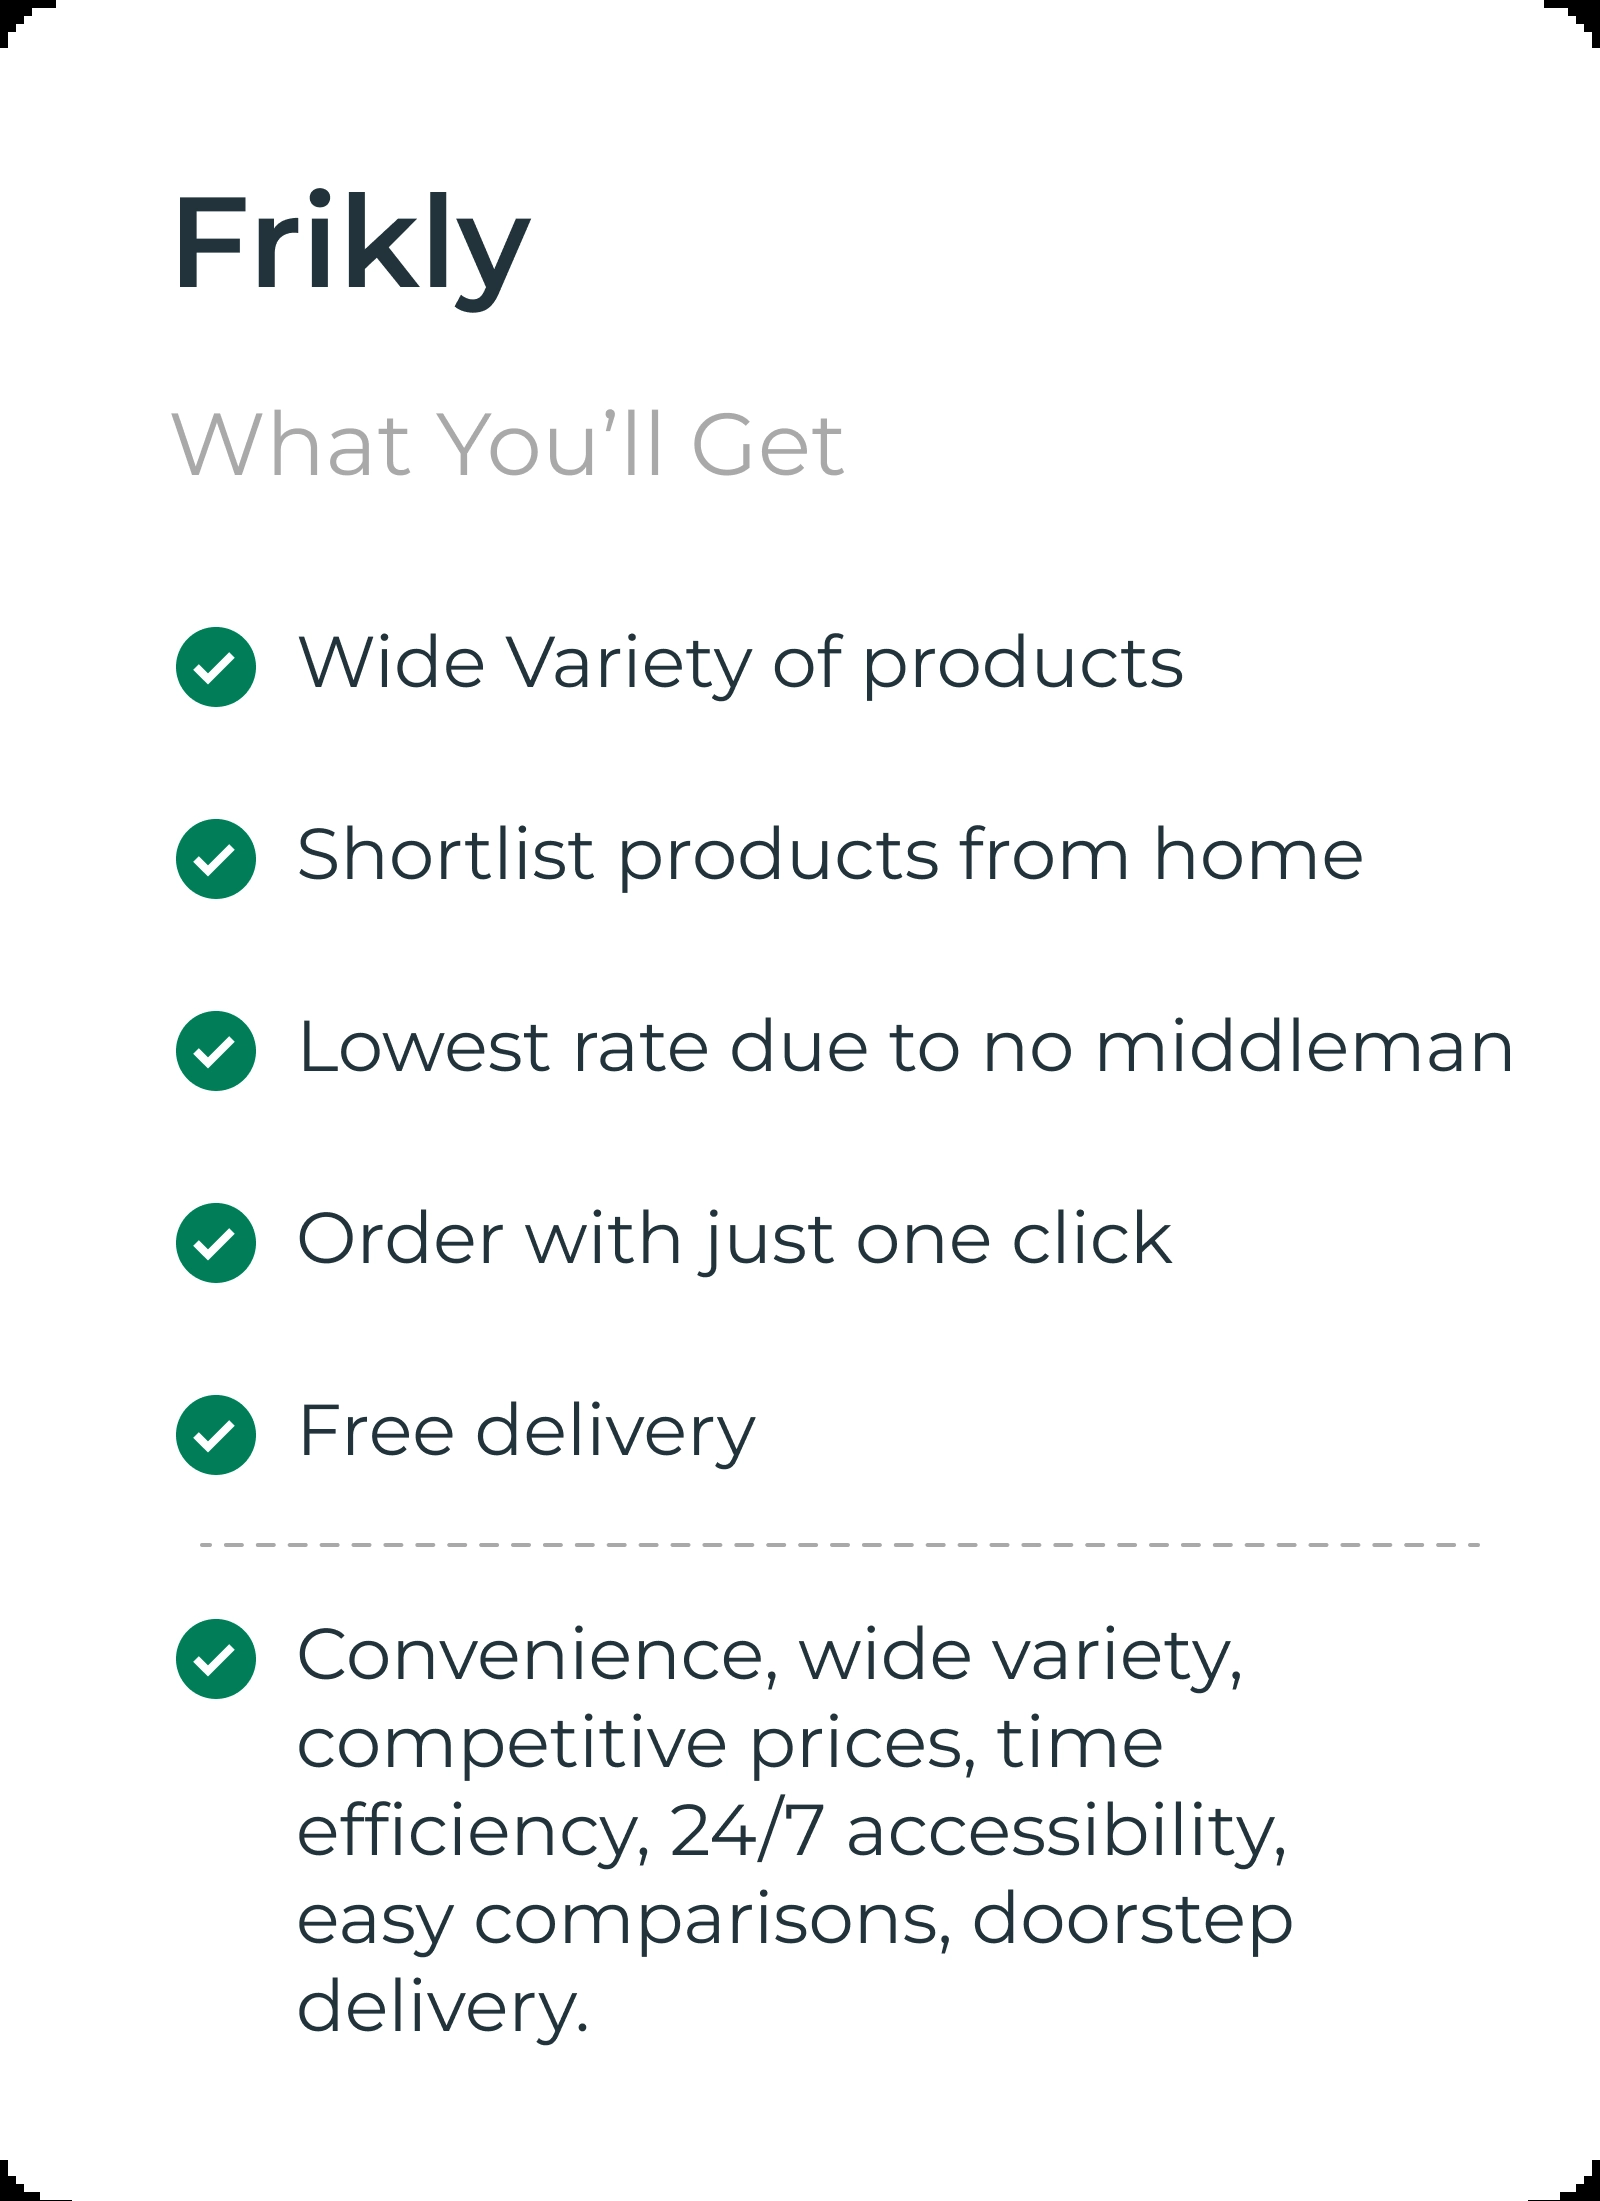 Frikly
What You’ll Get
Wide Variety of products
Shortlist products from home
Lowest rate due to no middleman
Order with just one click
Free delivery
Convenience, wide variety,
competitive prices, time
efficiency, 24/7 accessibility,
easy comparisons, doorstep
delivery.